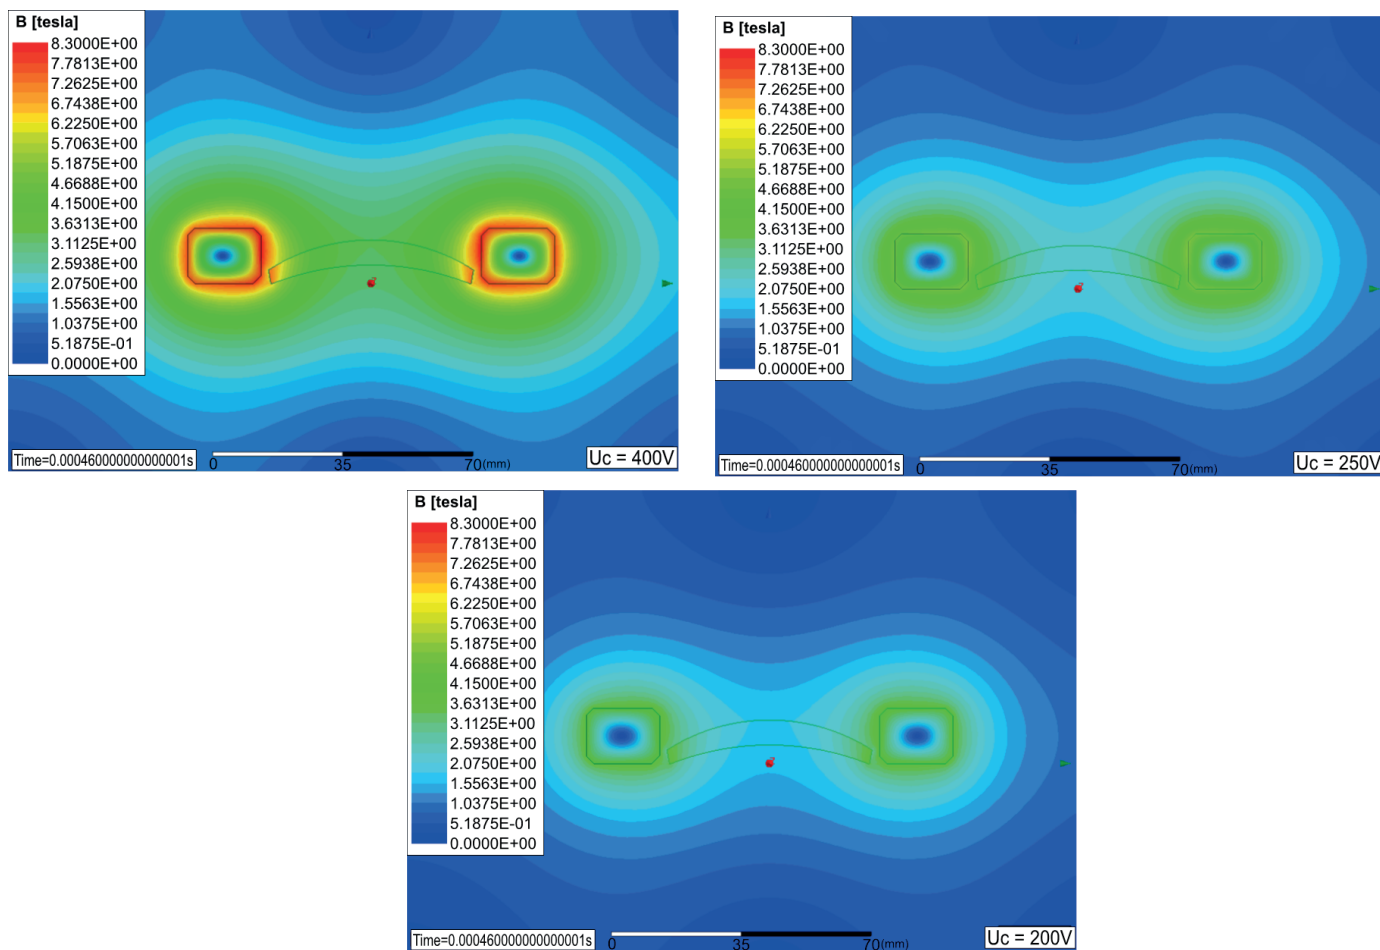 B [tesla]
8.3000E+00
7.7813E+00
7.2625E+00
6.7438E+00
6.2250E+00
5.7063E+00
5.1875E+00
4.6688E+00
4.1500E+00
3.6313E+00
3.1125E+00
2.5938E+00
2.0750E+00
1.5563E+00
1.0375E+00
5.1875E-01
0.0000E+00
Time=0.000460000000000001s
0 35 70(mm)
Uc = 400V
B [tesla]
8.3000E+00
7.7813E+00
7.2625E+00
6.7438E+00
6.2250E+00
5.7063E+00
5.1875E+00
4.6688E+00
4.1500E+00
3.6313E+00
3.1125E+00
2.5938E+00
2.0750E+00
1.5563E+00
1.0375E+00
5.1875E-01
0.0000E+00
Time=0.000460000000000001s
0 35 70(mm)
Uc = 250V
B [tesla]
8.3000E+00
7.7813E+00
7.2625E+00
6.7438E+00
6.2250E+00
5.7063E+00
5.1875E+00
4.6688E+00
4.1500E+00
3.6313E+00
3.1125E+00
2.5938E+00
2.0750E+00
1.5563E+00
1.0375E+00
5.1875E-01
0.0000E+00
Time=0.000460000000000001s
0 35 70(mm)
Uc = 200V